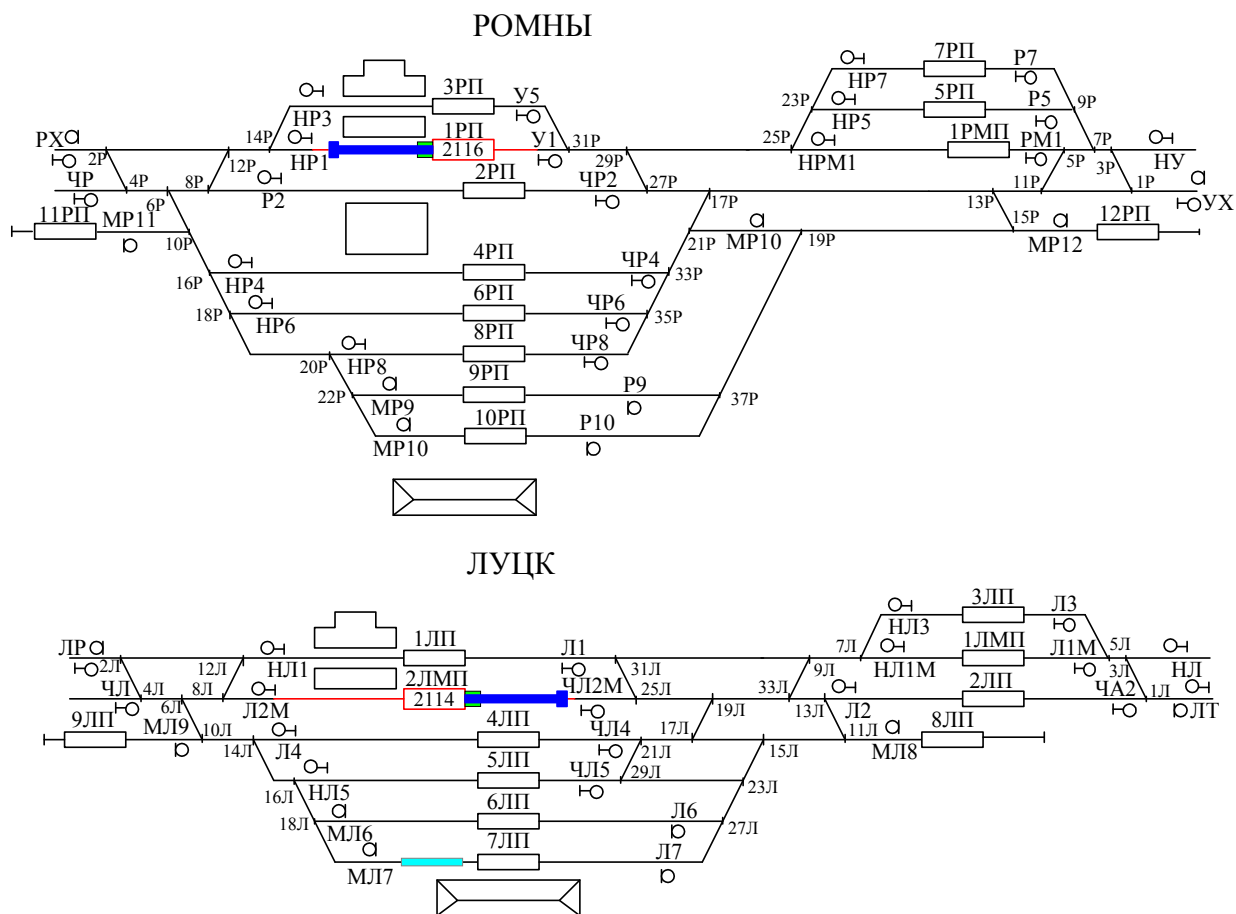 РОМНЫ
7РП
НР7
Р7
3РП
У5
НР3
23Р
5РП
Р5
НР5
9Р
РХ
14Р
1РП
2116
НР1
У1
31Р
25Р
1РМП
РМ1
НРМ1
7Р
НУ
2Р
12Р
29Р
5Р
3Р
ЧР
4Р
8Р
6Р
Р2
2РП
ЧР2
27Р
17Р
13Р
11Р
1Р
УХ
11РП
МР11
10Р
21Р
МР10
19Р
15Р
МР12
12РП
16Р
НР4
4РП
ЧР4
33Р
18Р
НР6
6РП
ЧР6
35Р
20Р
НР8
8РП
ЧР8
22Р
МР9
9РП
Р9
37Р
МР10
10РП
Р10
ЛУЦК
3ЛП
НЛ3
Л3
ЛР
2Л
12Л
НЛ1
1ЛП
Л1
31Л
9Л
7Л
НЛ1М
1ЛМП
Л1М
5Л
3Л
НЛ
ЧЛ
4Л
6Л
8Л
Л2М
2ЛМП
2114
ЧЛ2М
25Л
19Л
33Л
13Л
Л2
2ЛП
ЧА2
1Л
ЛТ
9ЛП
МЛ9
10Л
14Л
Л4
4ЛП
ЧЛ4
21Л
17Л
15Л
11Л
МЛ8
8ЛП
16Л
НЛ5
5ЛП
ЧЛ5
29Л
23Л
18Л
МЛ6
6ЛП
Л6
27Л
МЛ7
7ЛП
Л7